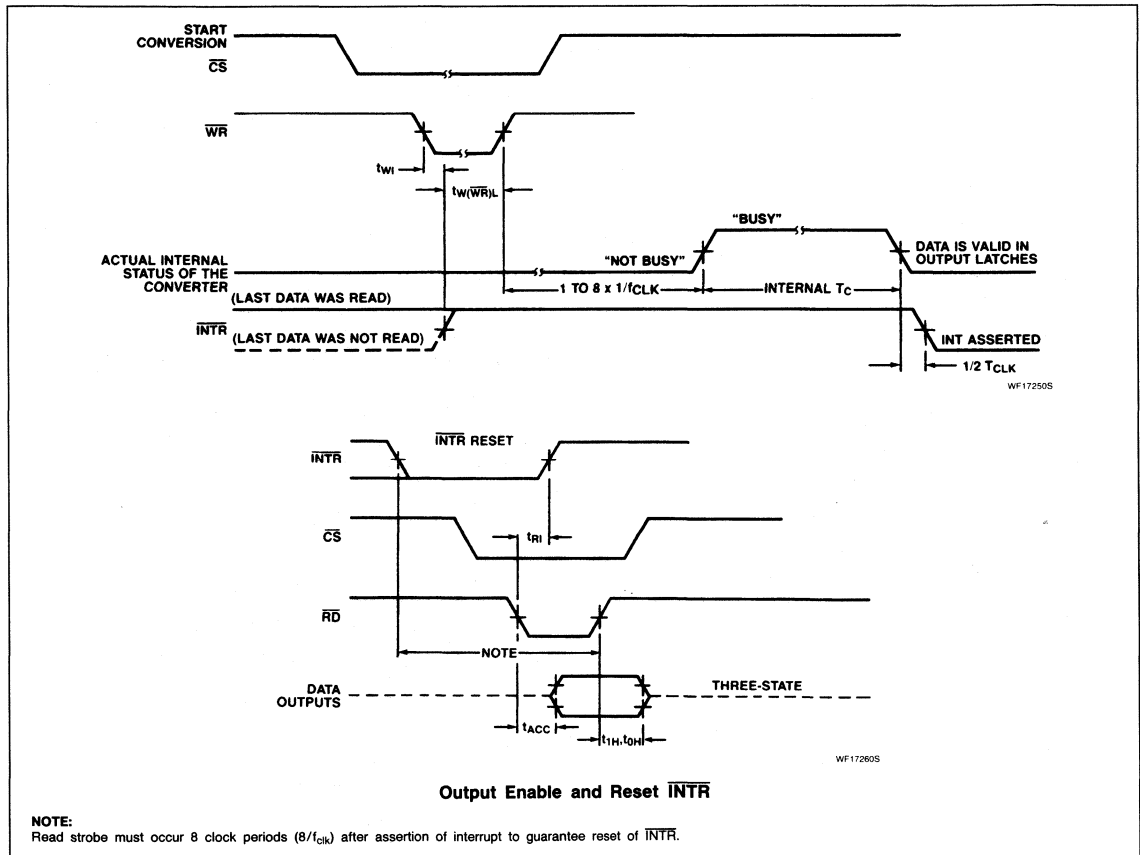 START
CONVERSION
CS
WR
tWI
tW(WR)L
"BUSY"
ACTUAL INTERNAL
STATUS OF THE
CONVERTER
"NOT BUSY"
DATA IS VALID IN
OUTPUT LATCHES
1 TO 8 x 1/fCLK
INTERNAL TC
(LAST DATA WAS READ)
INTR
(LAST DATA WAS NOT READ)
INT ASSERTED
1/2 TCLK
WF17250S
INTR RESET
INTR
CS
tRI
RD
NOTE
DATA
OUTPUTS
THREE-STATE
tACC
t1H, t0H
WF17260S
Output Enable and Reset INTR
NOTE:
Read strobe must occur 8 clock periods (8/fclk) after assertion of interrupt to guarantee reset of INTR.